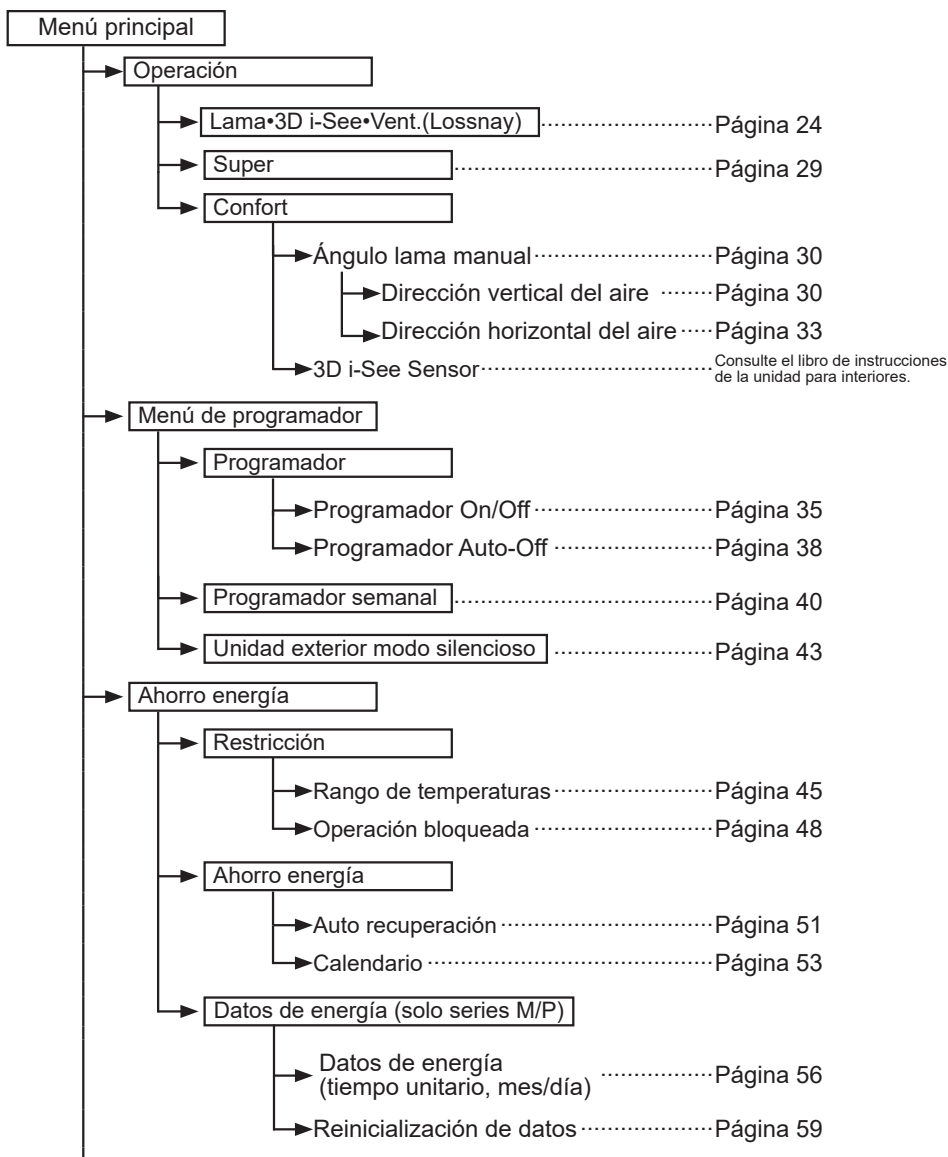 Menú principal
Operación
Lama•3D i-See•Vent.(Lossnay) Página 24
Super Página 29
Confort
Ángulo lama manual Página 30
Dirección vertical del aire Página 30
Dirección horizontal del aire Página 33
3D i-See Sensor Consulte el libro de instrucciones
de la unidad para interiores.
Menú de programador
Programador
Programador On/Off Página 35
Programador Auto-Off Página 38
Programador semanal Página 40
Unidad exterior modo silencioso Página 43
Ahorro energía
Restricción
Rango de temperaturas Página 45
Operación bloqueada Página 48
Ahorro energía
Auto recuperación Página 51
Calendario Página 53
Datos de energía (solo series M/P)
Datos de energía
(tiempo unitario, mes/día) Página 56
Reinicialización de datos Página 59